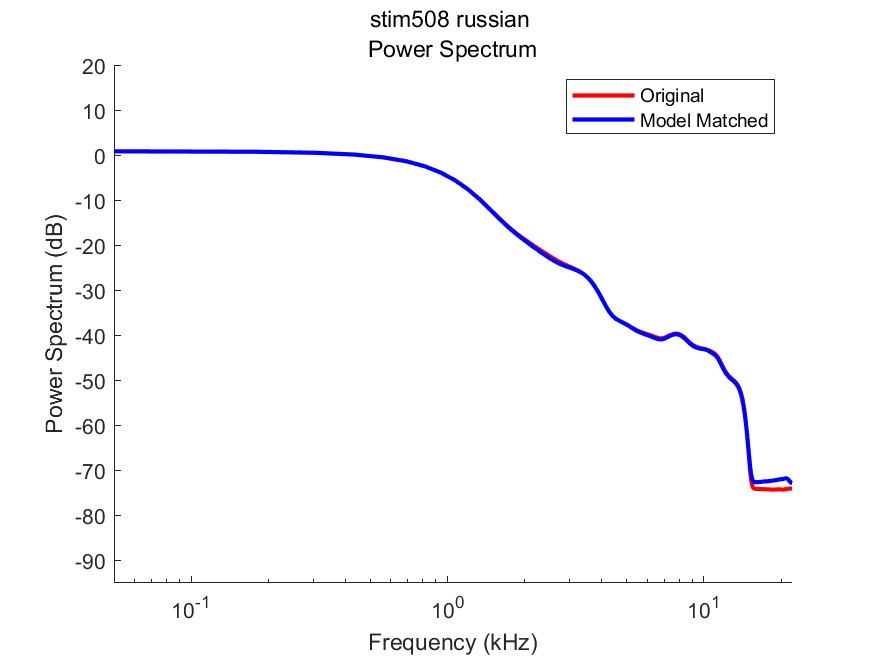 stim508 russian
Power Spectrum
Original
Model Matched
20
10
0
-10
-20
-30
-40
-50
-60
-70
-80
-90
Power Spectrum (dB)
10-1
100
101
Frequency (kHz)